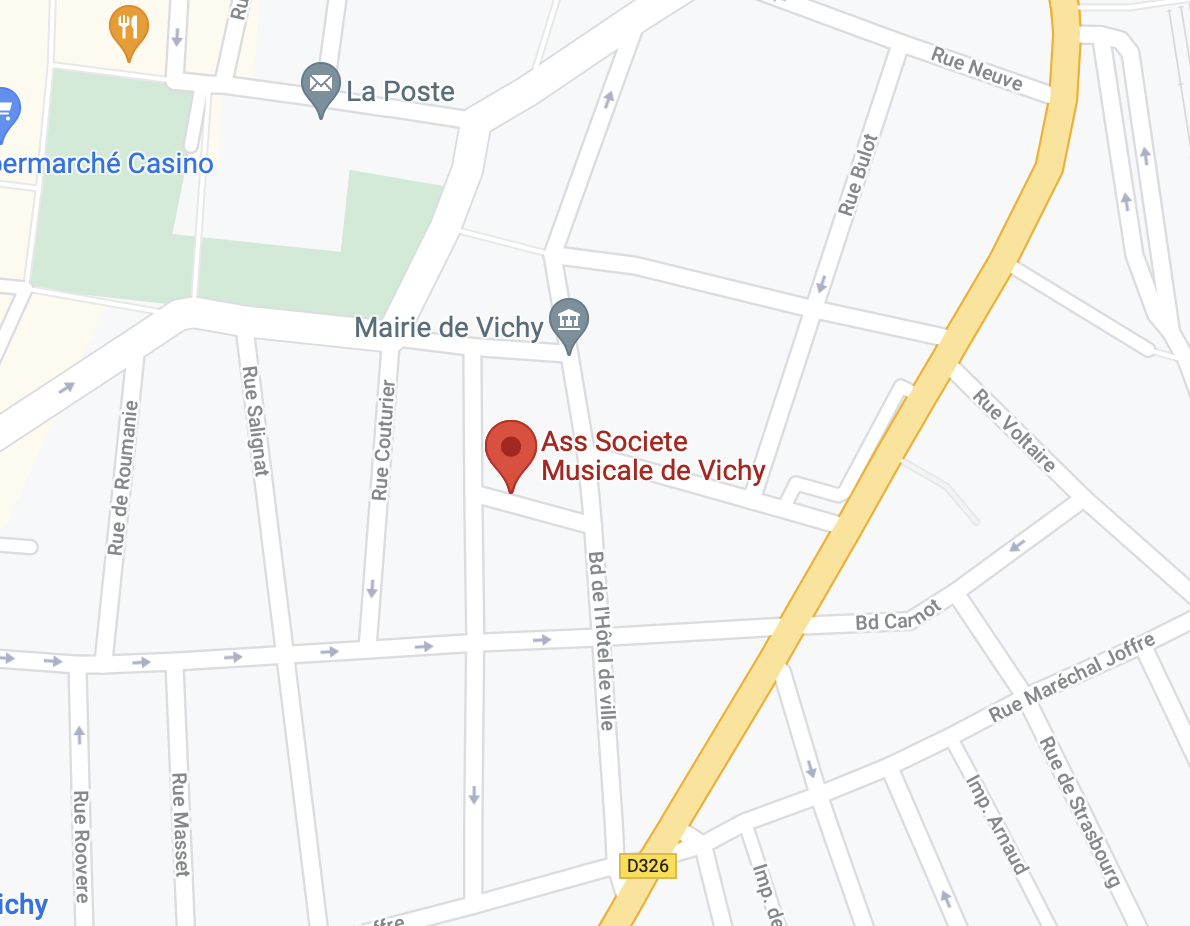 Ru
Rue Neuve
La Poste
permarché Casino
Rue Bulot
Mairie de Vichy
Rue Salignat
Rue Couturier
Rue de Roumanie
Rue Voltaire
Ass Societe
Musicale de Vichy
Bd de l'Hôtel de ville
Bd Carnot
Rue Maréchal Joffre
Rue de Strasbourg
Rue Roovere
Rue Masset
Imp. Arnaud
D326
Imp. de
ichy
ffre